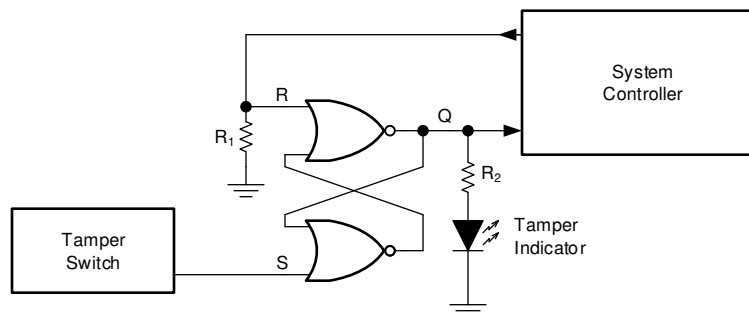 System
Controller
R
Q
R1
R2
Tamper
Switch
S
Tamper
Indicator